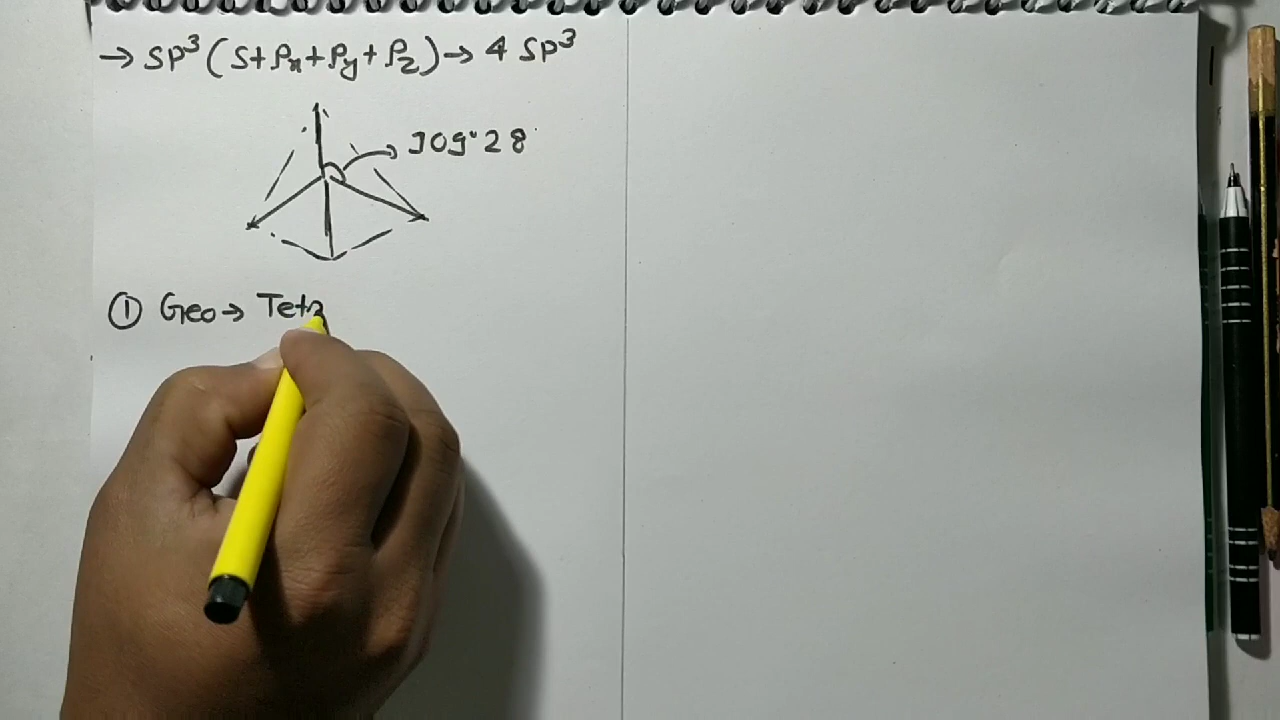 → SP³ (S+Px+Py+Pz) → 4 SP³
109°28'
① Geo → Tetr